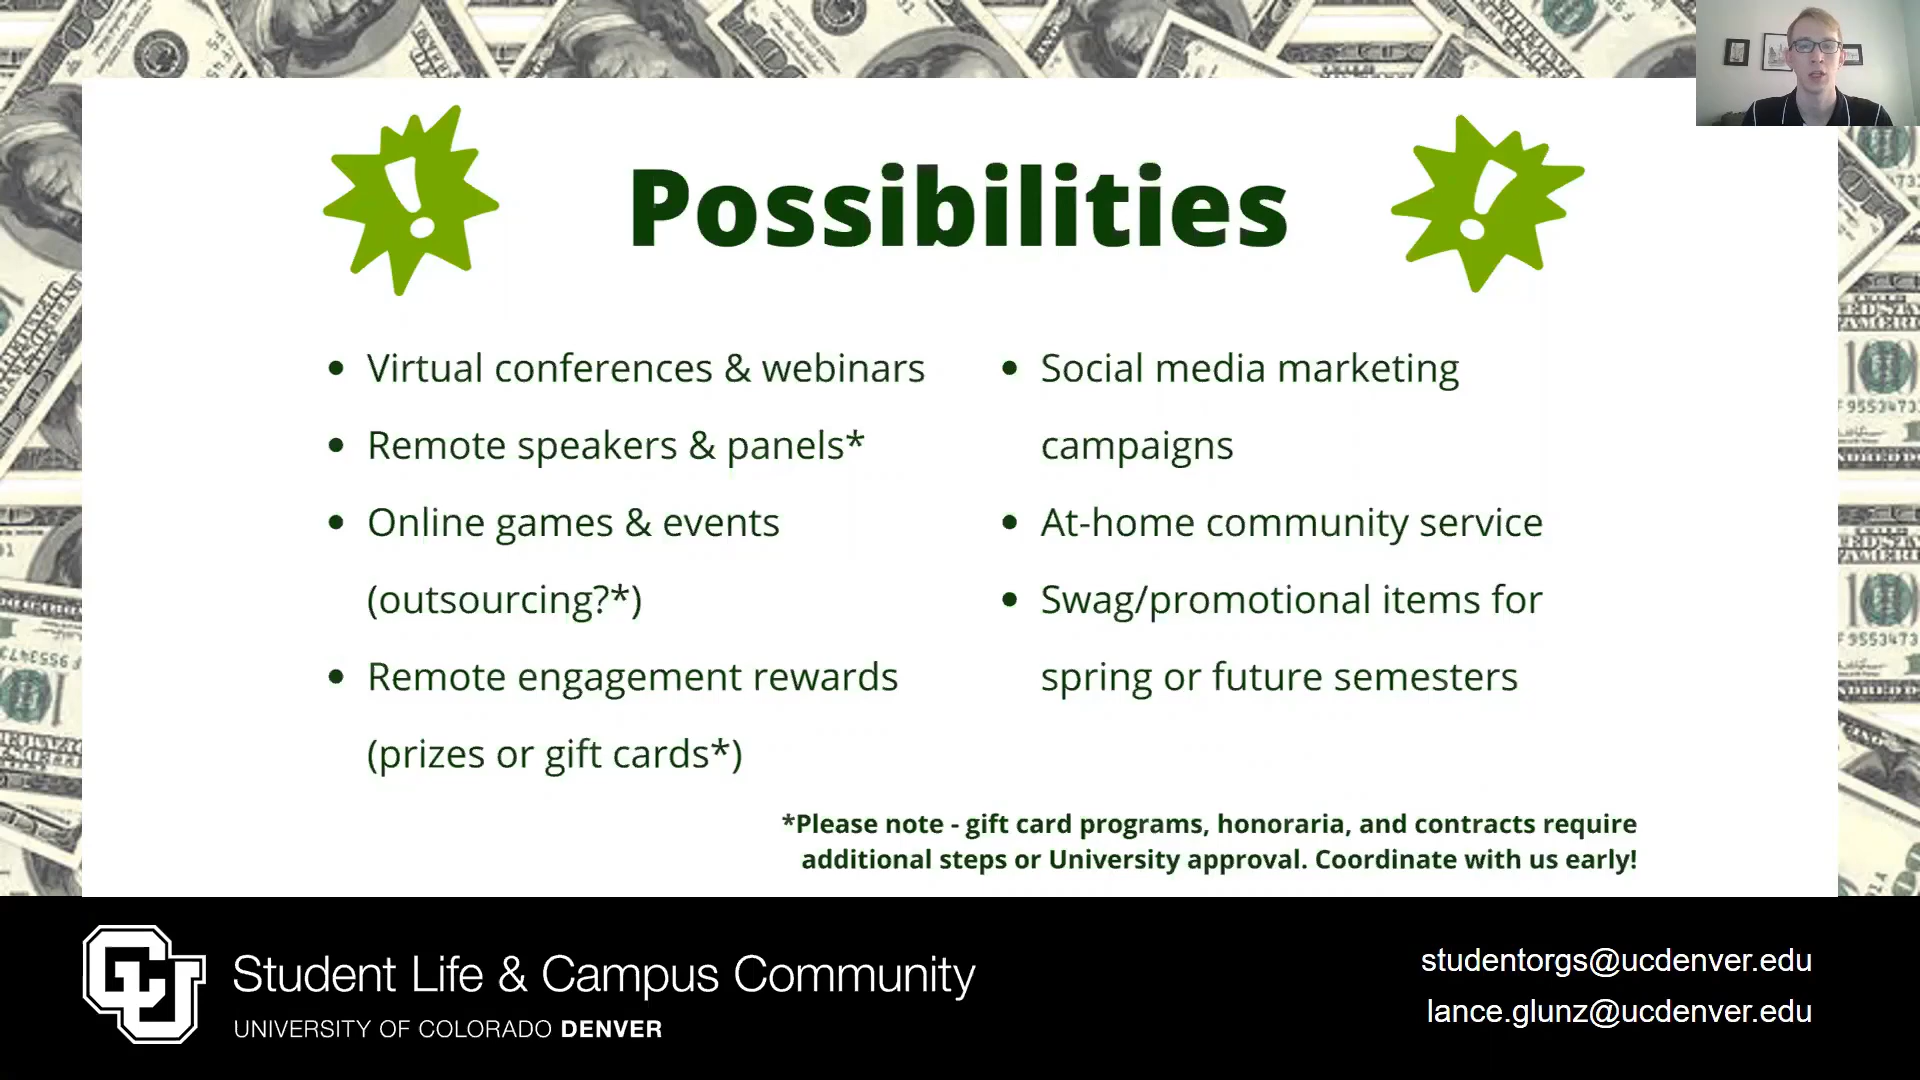 Possibilities
Virtual conferences & webinars
Remote speakers & panels*
Online games & events
(outsourcing?*)
Remote engagement rewards
(prizes or gift cards*)
Social media marketing
campaigns
At-home community service
Swag/promotional items for
spring or future semesters
*Please note - gift card programs, honoraria, and contracts require
additional steps or University approval. Coordinate with us early!
CU
Student Life & Campus Community
UNIVERSITY OF COLORADO DENVER
studentorgs@ucdenver.edu
lance.glunz@ucdenver.edu